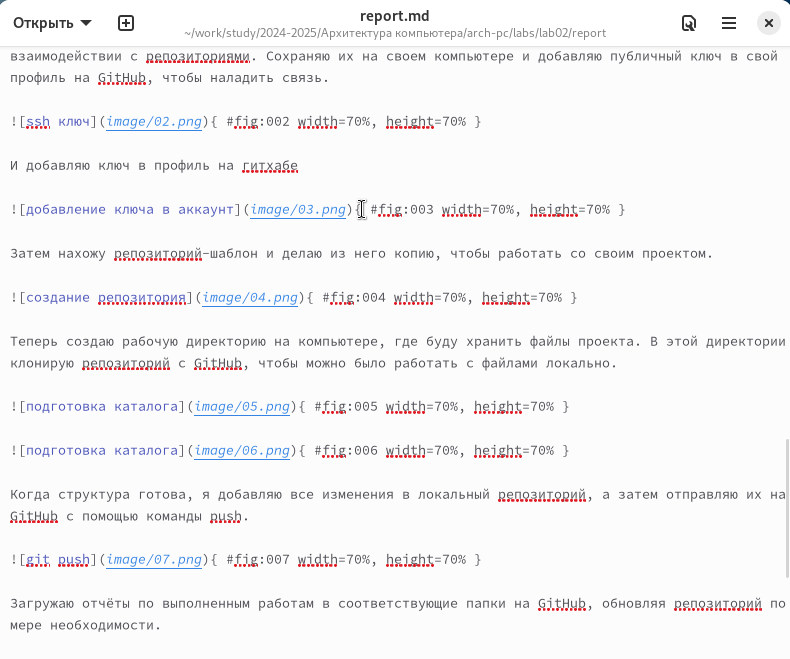 Открыть
report.md
~/work/study/2024-2025/Архитектура компьютера/arch-pc/labs/lab02/report
взаимодействии с репозиториями. Сохраняю их на своем компьютере и добавляю публичный ключ в свой
профиль на GitHub, чтобы наладить связь.
![ssh ключ](image/02.png){ #fig:002 width=70%, height=70% }
И добавляю ключ в профиль на гитхабе
![добавление ключа в аккаунт](image/03.png){ #fig:003 width=70%, height=70% }
Затем нахожу репозиторий-шаблон и делаю из него копию, чтобы работать со своим проектом.
![создание репозитория](image/04.png){ #fig:004 width=70%, height=70% }
Теперь создаю рабочую директорию на компьютере, где буду хранить файлы проекта. В этой директории
клонирую репозиторий с GitHub, чтобы можно было работать с файлами локально.
![подготовка каталога](image/05.png){ #fig:005 width=70%, height=70% }
![подготовка каталога](image/06.png){ #fig:006 width=70%, height=70% }
Когда структура готова, я добавляю все изменения в локальный репозиторий, а затем отправляю их на
GitHub с помощью команды push.
![git push](image/07.png){ #fig:007 width=70%, height=70% }
Загружаю отчёты по выполненным работам в соответствующие папки на GitHub, обновляя репозиторий по
мере необходимости.